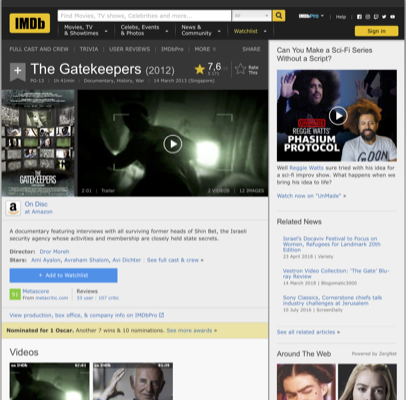 IMDb
Find Movies, TV shows, Celebrities and more...
All
IMDbPro
Help
Movies, TV & Showtimes
Celebs, Events & Photos
News & Community
Watchlist
Sign in
FULL CAST AND CREW | TRIVIA | USER REVIEWS | IMDbPro | MORE
SHARE
The Gatekeepers (2012)
7,6
Rate This
PG-13 | 1h 41min | Documentary, History, War | 14 March 2013 (Singapore)
THE GATEKEEPERS
2:01 | Trailer
2 VIDEOS | 12 IMAGES
On Disc
at Amazon
A documentary featuring interviews with all surviving former heads of Shin Bet, the Israeli
security agency whose activities and membership are closely held state secrets.
Director: Dror Moreh
Stars: Ami Ayalon, Avraham Shalom, Avi Dichter | See full cast & crew »
+ Add to Watchlist
Metascore
From metacritic.com
Reviews
33 user | 107 critic
View production, box office, & company info on IMDbPro
Nominated for 1 Oscar. Another 7 wins & 10 nominations. See more awards »
Videos
Can You Make a Sci-Fi Series
Without a Script?
REGGIE WATTS'
PHASIUM
PROTOCOL
Well Reggie Watts sure tried with his idea for
a sci-fi improv show. What happens when we
bring his idea to life?
Watch now on "UnMade" »
Related News
Israel's Docaviv Festival to Focus on
Women, Refugees for Landmark 20th
Edition
23 April 2018 | Variety
Vestron Video Collection: 'The Gate' Blu-
ray Review
14 March 2018 | Blogomatic3000
Sony Classics, Cornerstone chiefs talk
industry challenges at Jerusalem
10 July 2016 | ScreenDaily
See all related articles »
Around The Web
Powered by ZergNet